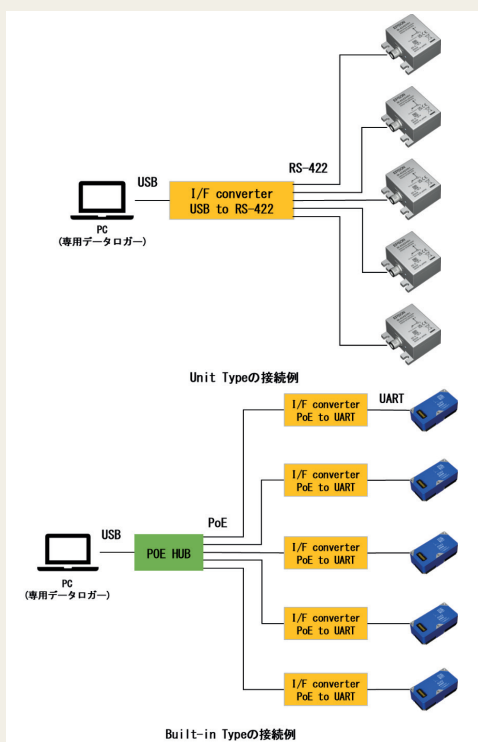 RS-422
USB
I/F converter
USB to RS-422
PC
(専用データロガー)
Unit Typeの接続例
I/F converter
PoE to UART
UART
I/F converter
PoE to UART
PoE
USB
POE HUB
I/F converter
PoE to UART
PC
(専用データロガー)
I/F converter
PoE to UART
I/F converter
PoE to UART
Built-in Typeの接続例